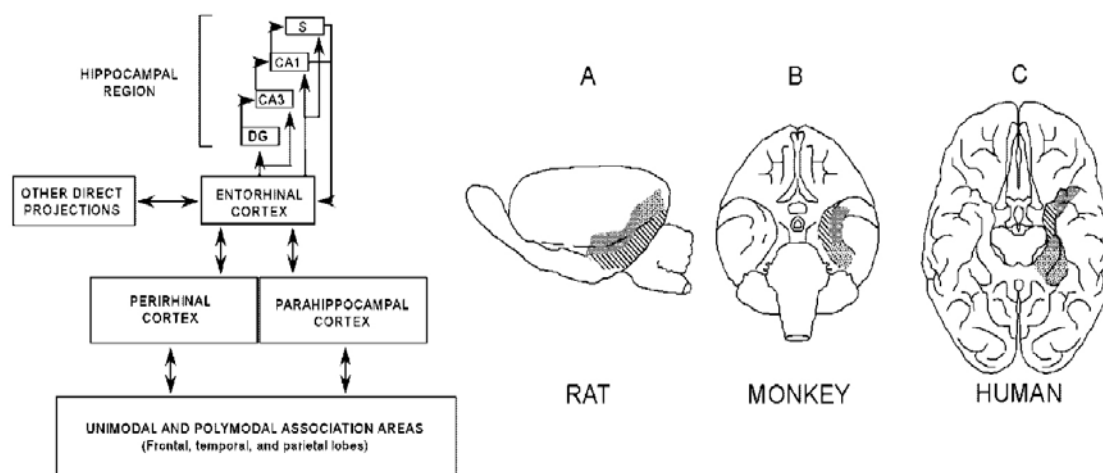 HIPPOCAMPAL
REGION
S
CA1
CA3
DG
OTHER DIRECT
PROJECTIONS
ENTORHINAL
CORTEX
PERIRHINAL
CORTEX
PARAHIPPOCAMPAL
CORTEX
UNIMODAL AND POLYMODAL ASSOCIATION AREAS
(Frontal, temporal, and parietal lobes)
A
B
C
RAT
MONKEY
HUMAN